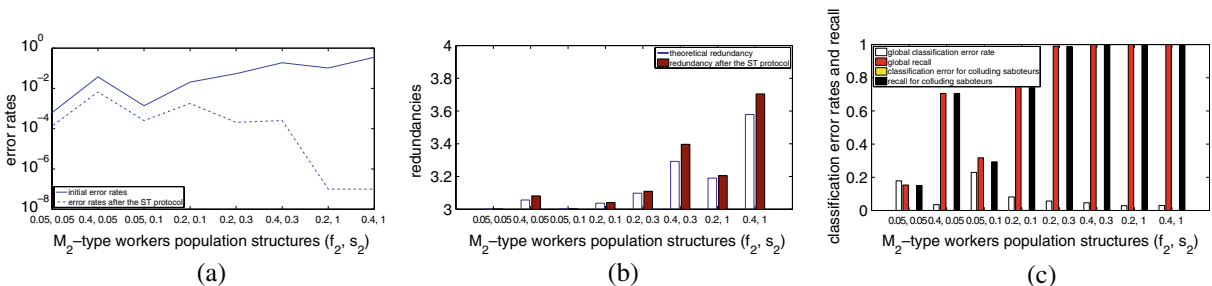 10^0
10^-2
10^-4
10^-6
10^-8
error rates
initial error rates
error rates after the ST protocol
0.05, 0.05 0.4, 0.05 0.05, 0.1 0.2, 0.1 0.2, 0.3 0.4, 0.3 0.2, 1 0.4, 1
M_2–type workers population structures (f_2, s_2)
(a)
4
3.8
3.6
3.4
3.2
3
redundancies
theoretical redundancy
redundancy after the ST protocol
0.05, 0.05 0.4, 0.05 0.05, 0.1 0.2, 0.1 0.2, 0.3 0.4, 0.3 0.2, 1 0.4, 1
M_2–type workers population structures (f_2, s_2)
(b)
1
0.8
0.6
0.4
0.2
0
classification error rates and recall
global classification error rate
global recall
classification error for colluding saboteurs
recall for colluding saboteurs
0.05, 0.05 0.4, 0.05 0.05, 0.1 0.2, 0.1 0.2, 0.3 0.4, 0.3 0.2, 1 0.4, 1
M_2–type workers population structures (f_2, s_2)
(c)